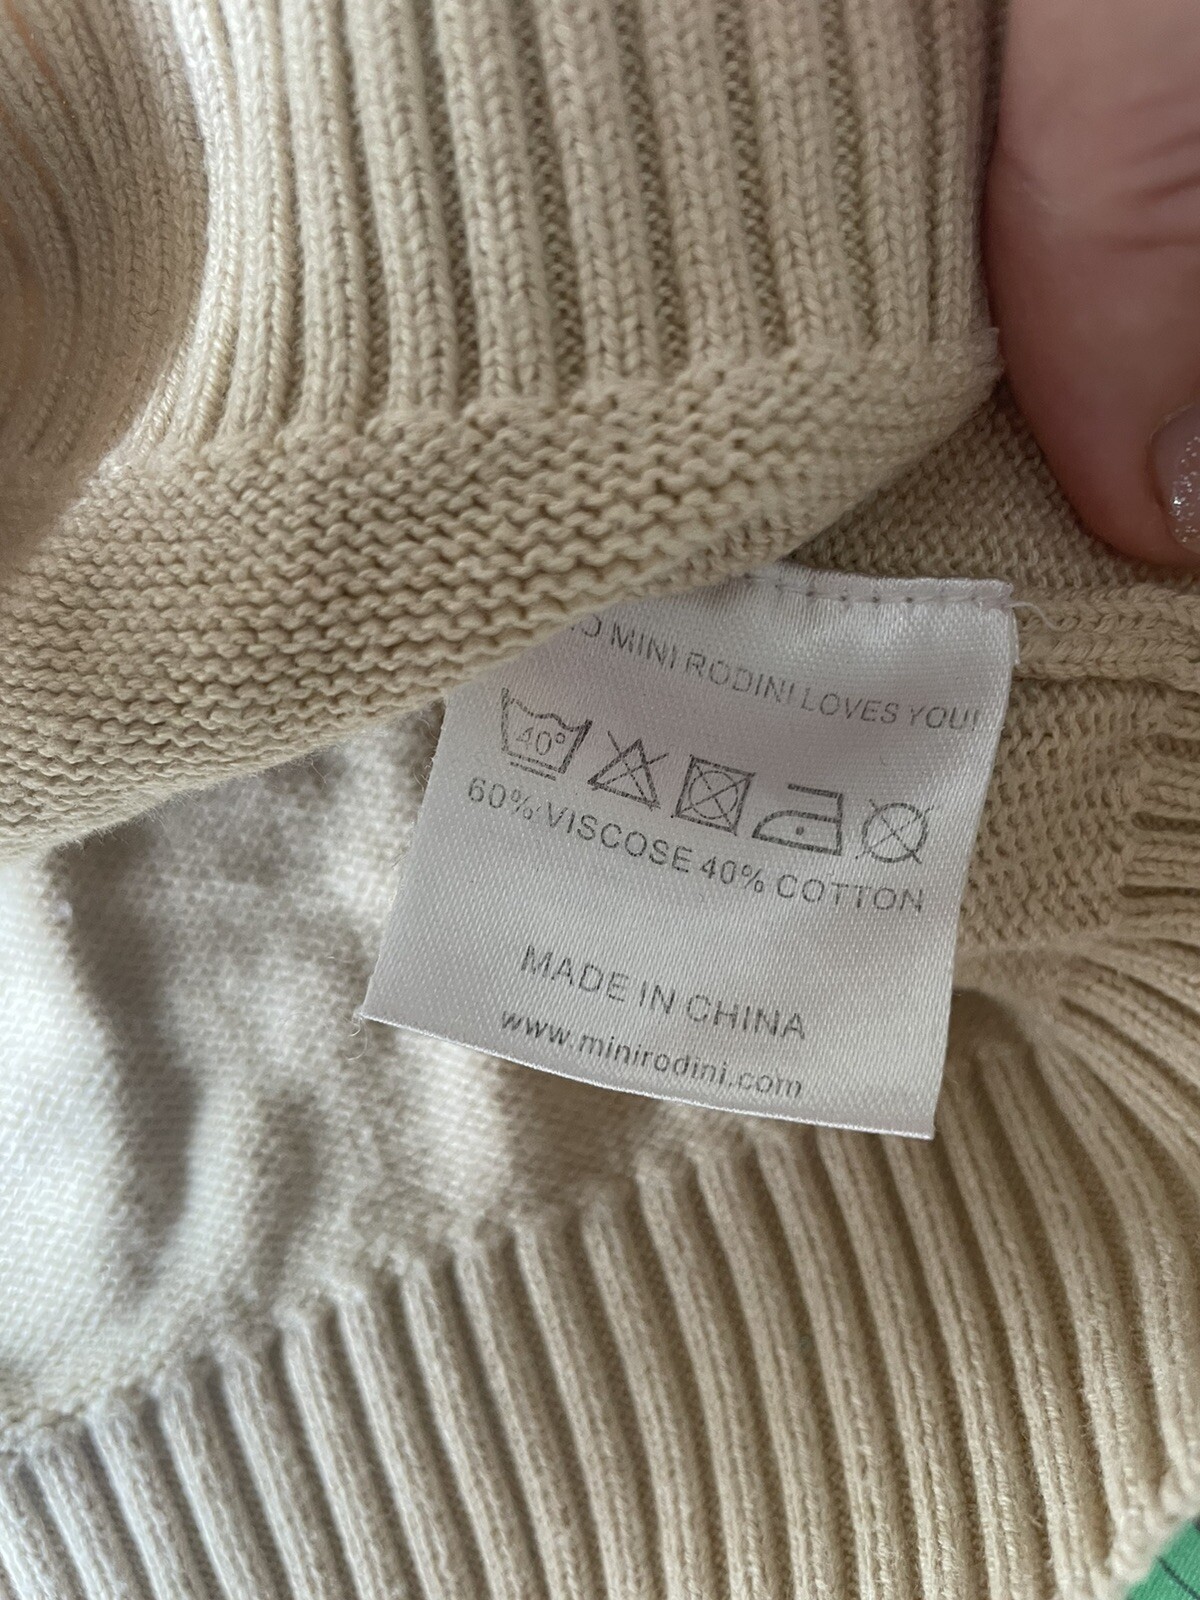 MINI RODINI LOVES YOU!
40°
60% VISCOSE 40% COTTON
MADE IN CHINA
www.minirodini.com